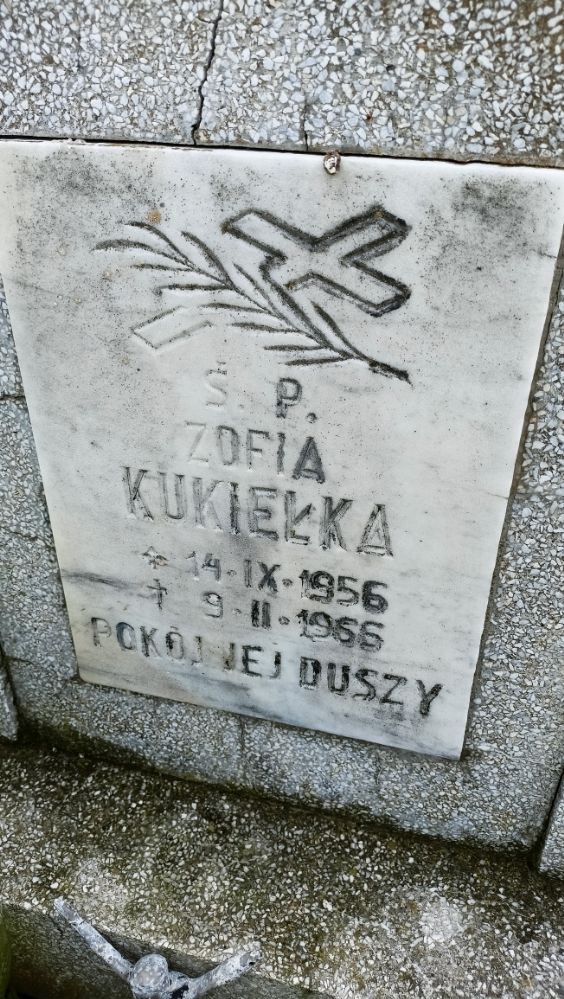 Ś. P.
ZOFIA
KUKIEŁKA
* 14·IX·1956
† 9·II·1966
POKÓJ JEJ DUSZY